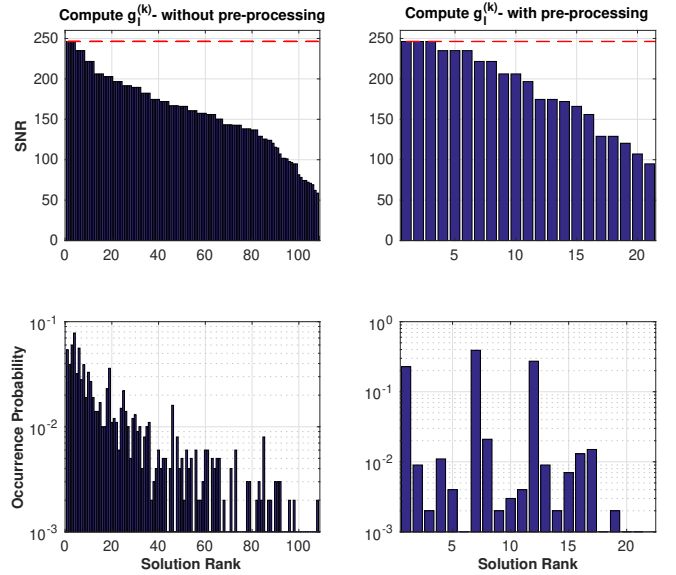 Compute g_l^(k)- without pre-processing
Compute g_l^(k)- with pre-processing
250
200
150
100
50
0
SNR
0 20 40 60 80 100
250
200
150
100
50
0
5 10 15 20
10^-1
10^-2
10^-3
Occurrence Probability
0 20 40 60 80 100
Solution Rank
10^0
10^-1
10^-2
10^-3
5 10 15 20
Solution Rank